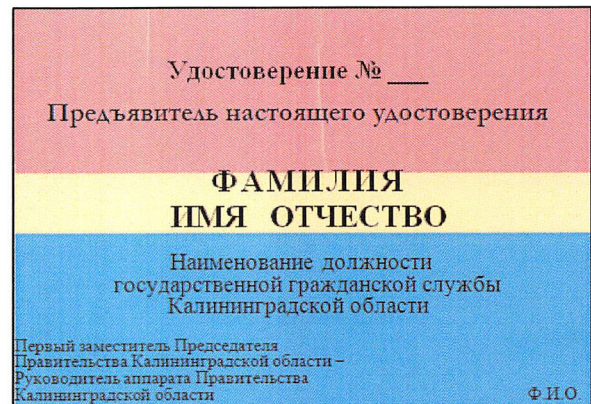 Удостоверение № ___
Предъявитель настоящего удостоверения
ФАМИЛИЯ
ИМЯ ОТЧЕСТВО
Наименование должности
государственной гражданской службы
Калининградской области
Первый заместитель Председателя
Правительства Калининградской области –
Руководитель аппарата Правительства
Калининградской области Ф.И.О.